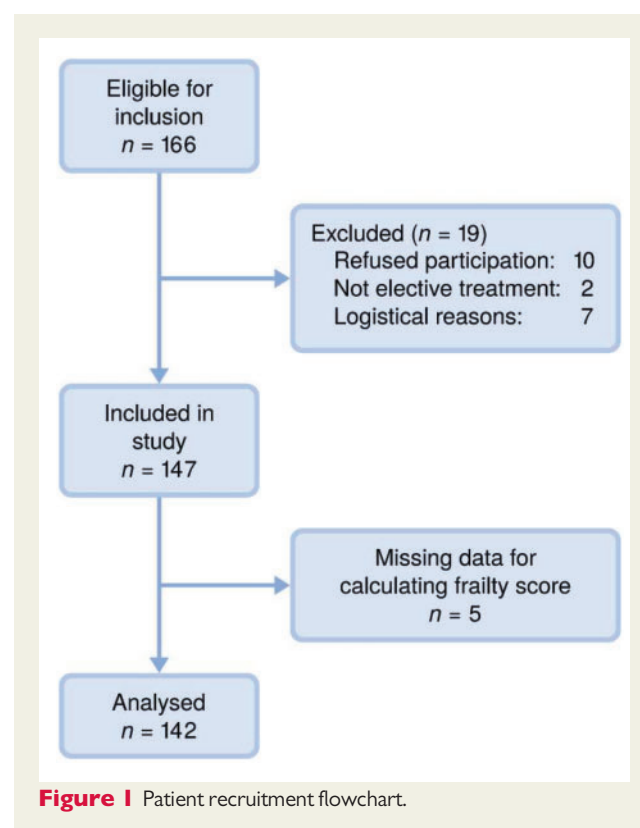 Eligible for
inclusion
n = 166
Excluded (n = 19)
Refused participation: 10
Not elective treatment: 2
Logistical reasons: 7
Included in
study
n = 147
Missing data for
calculating frailty score
n = 5
Analysed
n = 142
Figure 1 Patient recruitment flowchart.